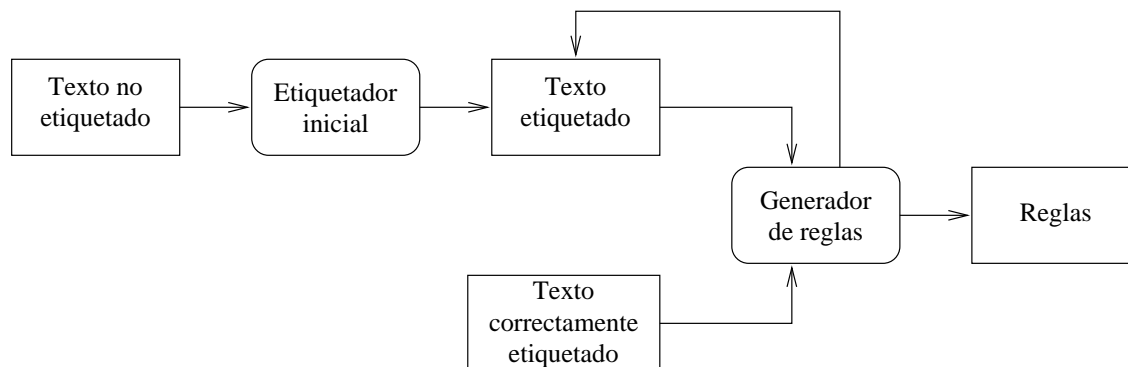 Texto no
etiquetado
Etiquetador
inicial
Texto
etiquetado
Generador
de reglas
Reglas
Texto
correctamente
etiquetado